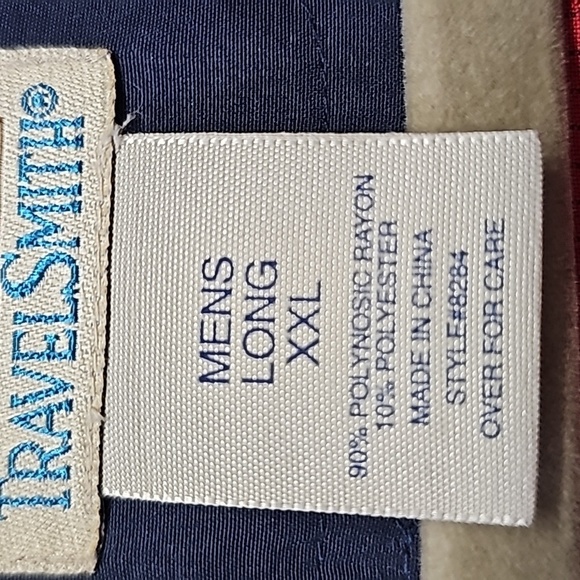 TRAVELSMITH®
MENS
LONG
XXL
90% POLYNOSIC RAYON
10% POLYESTER
MADE IN CHINA
STYLE#8284
OVER FOR CARE